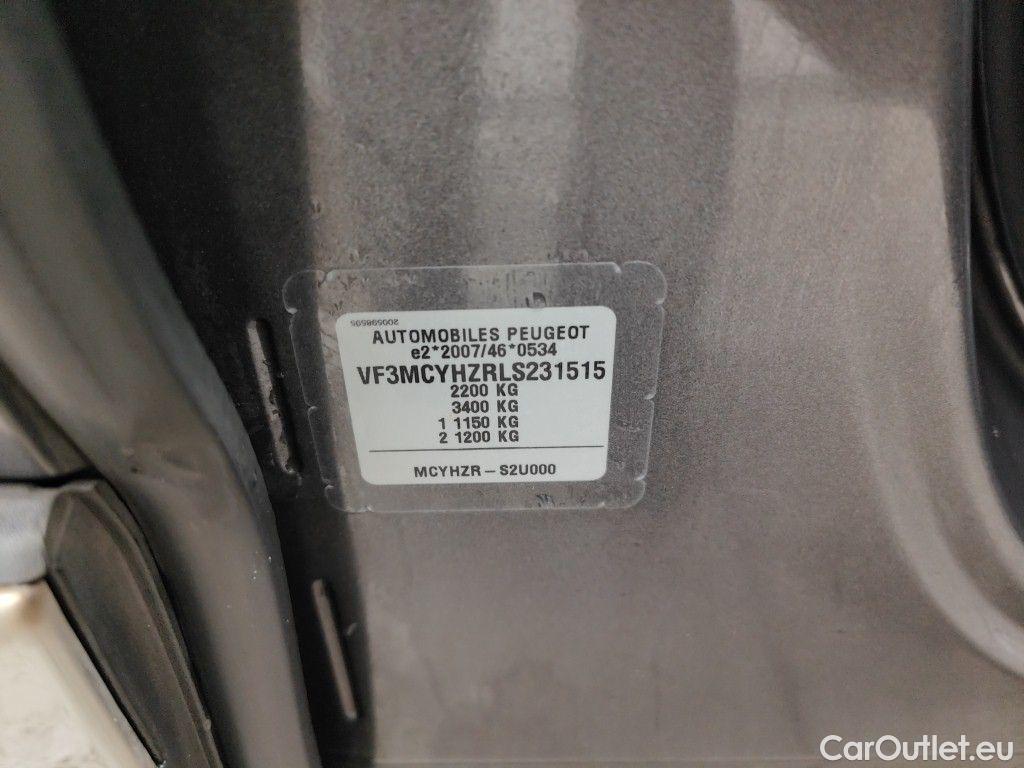 200598595
AUTOMOBILES PEUGEOT
e2*2007/46*0534
VF3MCYHZRLS231515
2200 KG
3400 KG
1 1150 KG
2 1200 KG
MCYHZR – S2U000
CarOutlet.eu